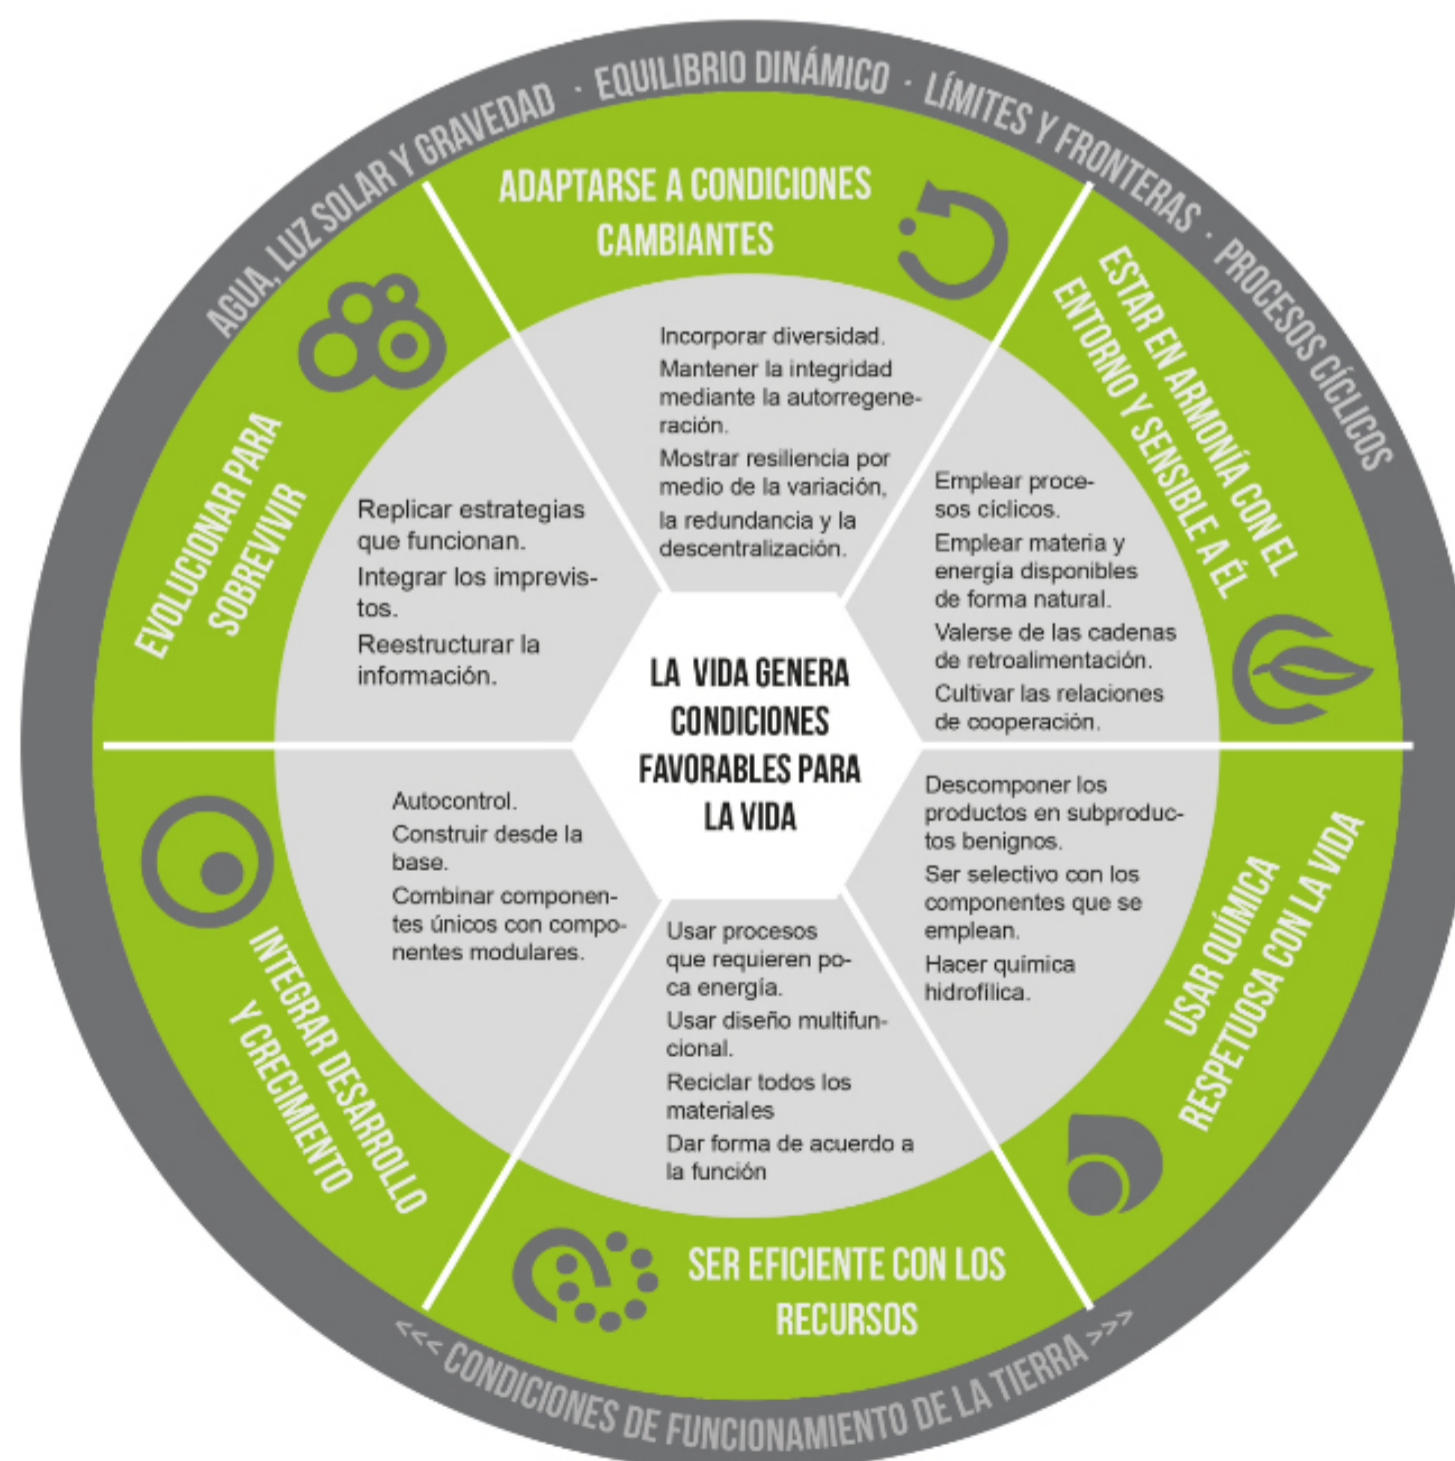 AGUA, LUZ SOLAR Y GRAVEDAD · EQUILIBRIO DINÁMICO · LÍMITES Y FRONTERAS · PROCESOS CÍCLICOS
ADAPTARSE A CONDICIONES
CAMBIANTES
Incorporar diversidad.
Mantener la integridad
mediante la autorregene-
ración.
Mostrar resiliencia por
medio de la variación,
la redundancia y la
descentralización.
ESTAR EN ARMONÍA CON EL
ENTORNO Y SENSIBLE A ÉL
Emplear proce-
sos cíclicos.
Emplear materia y
energía disponibles
de forma natural.
Valerse de las cadenas
de retroalimentación.
Cultivar las relaciones
de cooperación.
USAR QUÍMICA
RESPETUOSA CON LA VIDA
Descomponer los
productos en subproduc-
tos benignos.
Ser selectivo con los
componentes que se
emplean.
Hacer química
hidrofílica.
SER EFICIENTE CON LOS
RECURSOS
Usar procesos
que requieren po-
ca energía.
Usar diseño multifun-
cional.
Reciclar todos los
materiales
Dar forma de acuerdo a
la función
INTEGRAR DESARROLLO
Y CRECIMIENTO
Autocontrol.
Construir desde la
base.
Combinar componen-
tes únicos con compo-
nentes modulares.
EVOLUCIONAR PARA
SOBREVIVIR
Replicar estrategias
que funcionan.
Integrar los imprevis-
tos.
Reestructurar la
información.
LA VIDA GENERA
CONDICIONES
FAVORABLES PARA
LA VIDA
<<< CONDICIONES DE FUNCIONAMIENTO DE LA TIERRA >>>